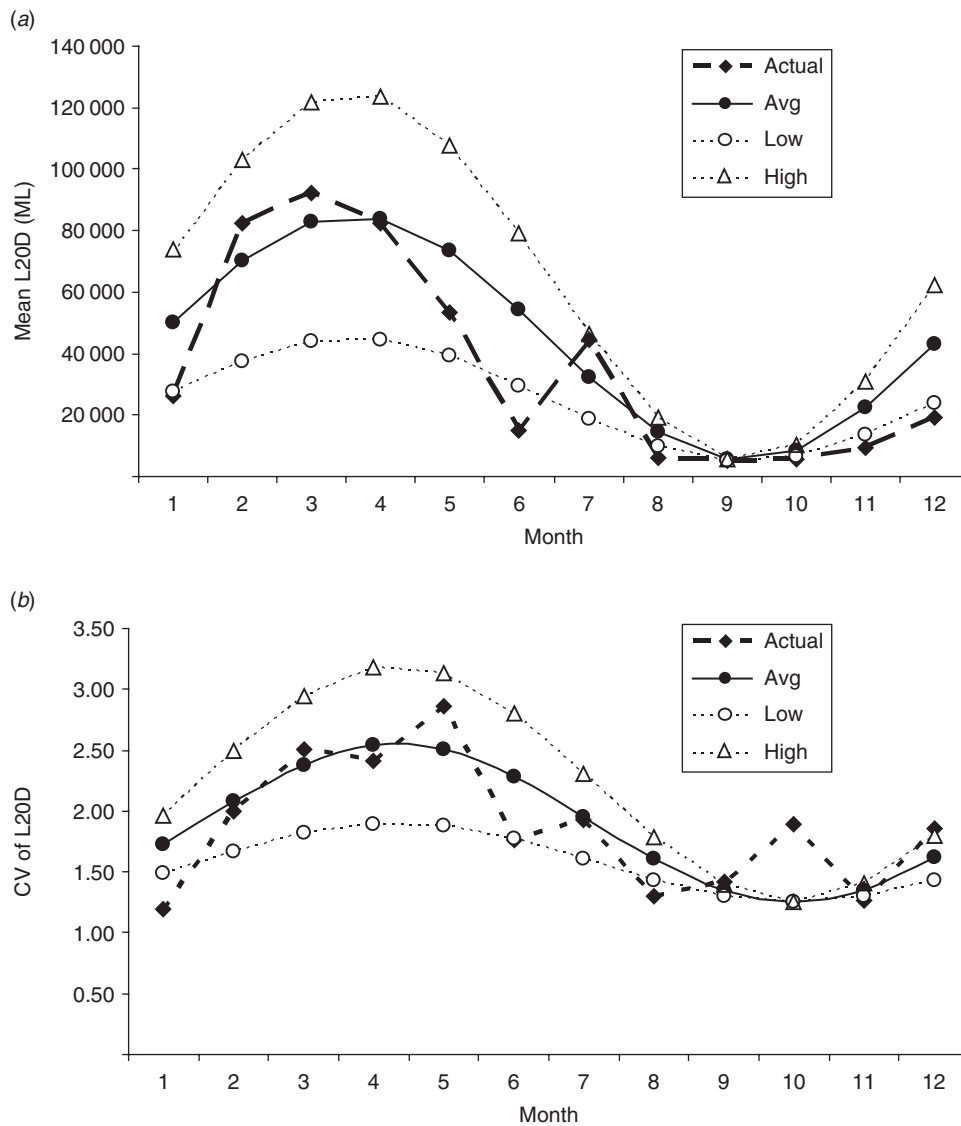 (a)
140 000
120 000
100 000
80 000
60 000
40 000
20 000
Mean L20D (ML)
Actual
Avg
Low
High
1 2 3 4 5 6 7 8 9 10 11 12
Month
(b)
3.50
3.00
2.50
2.00
1.50
1.00
0.50
CV of L20D
Actual
Avg
Low
High
1 2 3 4 5 6 7 8 9 10 11 12
Month